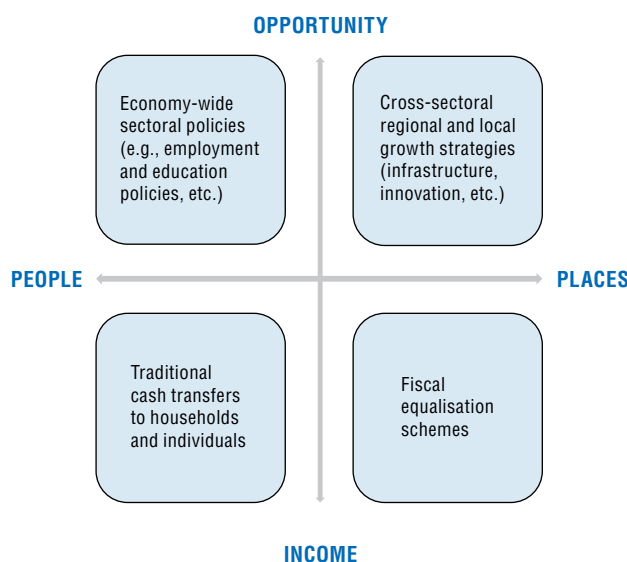 OPPORTUNITY
Economy-wide
sectoral policies
(e.g., employment
and education
policies, etc.)
Cross-sectoral
regional and local
growth strategies
(infrastructure,
innovation, etc.)
PEOPLE
PLACES
Traditional
cash transfers
to households
and individuals
Fiscal
equalisation
schemes
INCOME